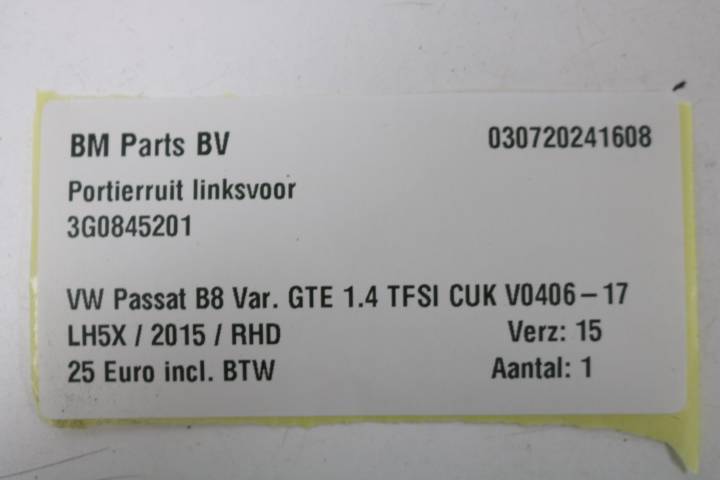 BM Parts BV 030720241608
Portierruit linksvoor
3G0845201
VW Passat B8 Var. GTE 1.4 TFSI CUK V0406-17
LH5X / 2015 / RHD Verz: 15
25 Euro incl. BTW Aantal: 1